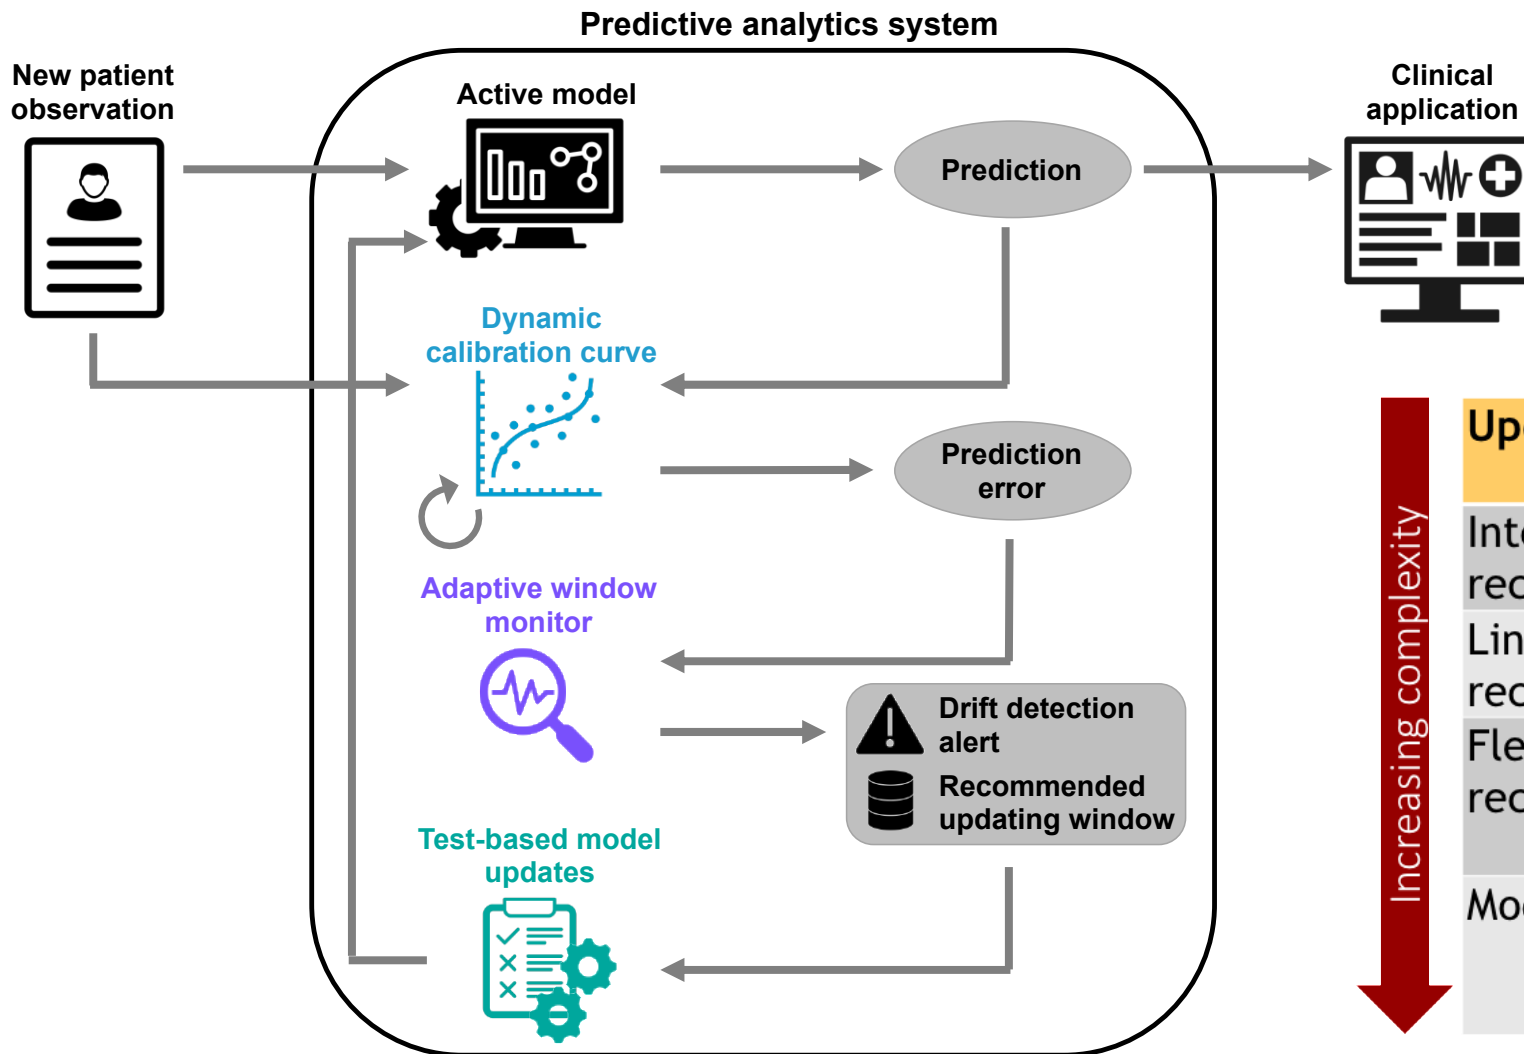 Predictive analytics system
New patient
observation
Active model
Prediction
Clinical
application
Dynamic
calibration curve
Prediction
error
Adaptive window
monitor
Drift detection
alert
Recommended
updating window
Test-based model
updates
Increasing complexity